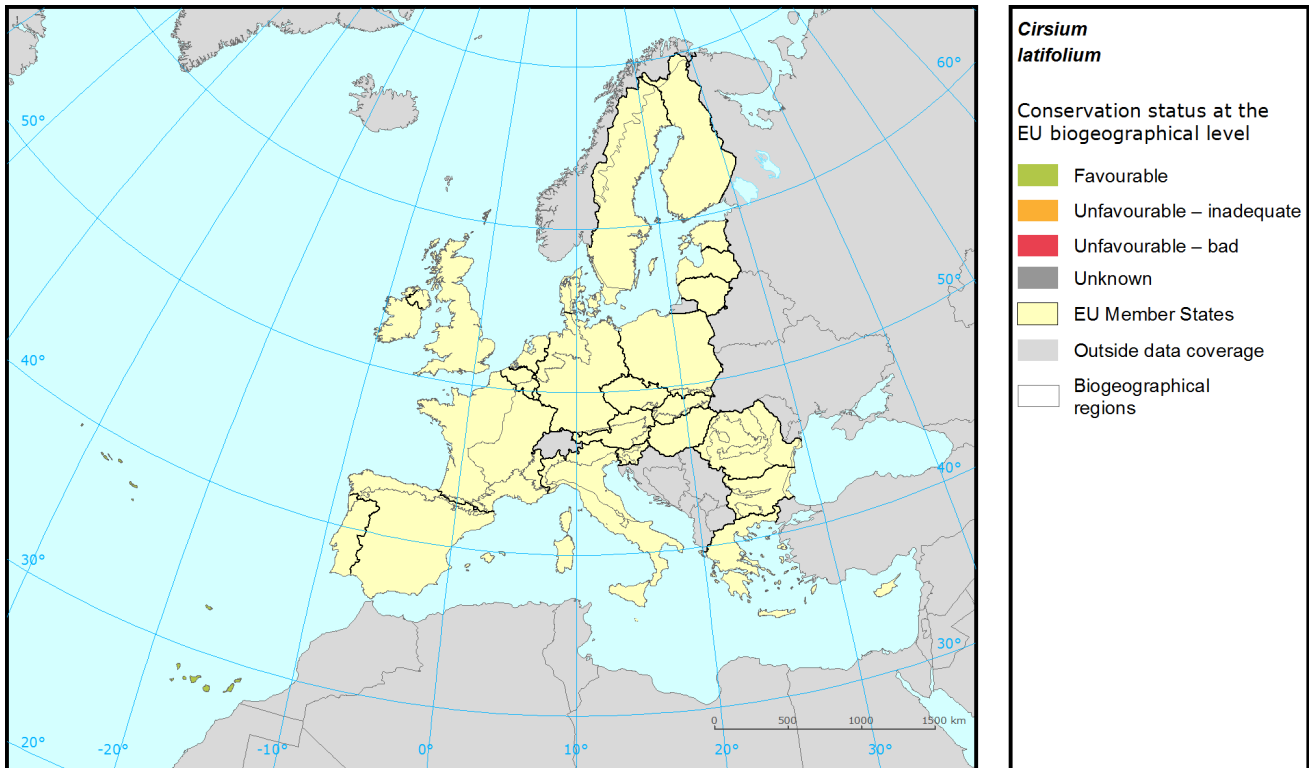 Cirsium
latifolium
Conservation status at the
EU biogeographical level
Favourable
Unfavourable – inadequate
Unfavourable – bad
Unknown
EU Member States
Outside data coverage
Biogeographical
regions
60°
50°
50°
40°
40°
30°
30°
0 500 1000 1500 km
20° -20° -10° 0° 10° 20° 30°